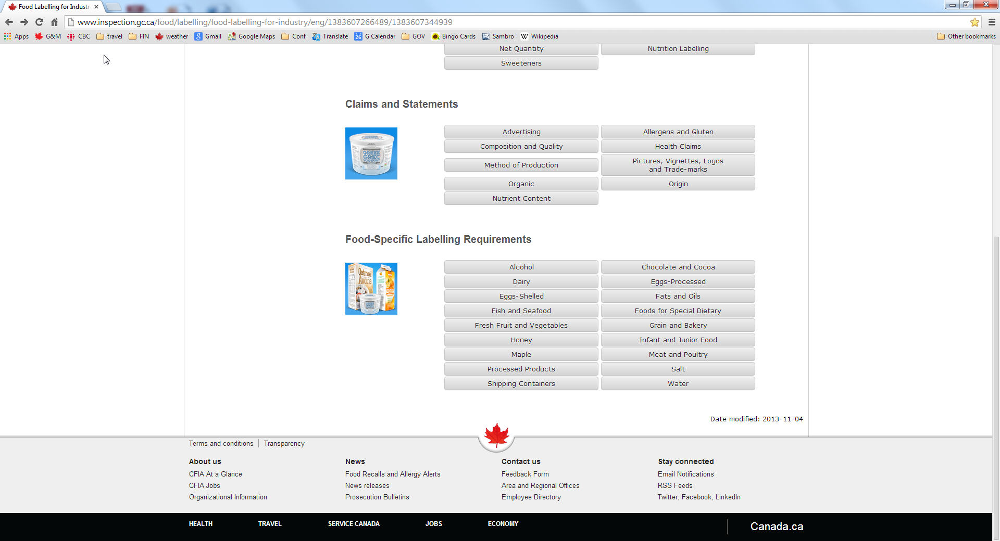 Food Labelling for Industr
www.inspection.gc.ca/food/labelling/food-labelling-for-industry/eng/1383607266489/1383607344939
Apps G&M CBC travel FIN weather Gmail Google Maps Conf Translate 26 G Calendar GOV Bingo Cards Sambro W Wikipedia Other bookmarks
Net Quantity Nutrition Labelling
Sweeteners
Claims and Statements
Advertising Allergens and Gluten
Composition and Quality Health Claims
Method of Production Pictures, Vignettes, Logos
and Trade-marks
Organic Origin
Nutrient Content
GREEK
GREC
YOGOURT
Food-Specific Labelling Requirements
Alcohol Chocolate and Cocoa
Dairy Eggs-Processed
Eggs-Shelled Fats and Oils
Fish and Seafood Foods for Special Dietary
Fresh Fruit and Vegetables Grain and Bakery
Honey Infant and Junior Food
Maple Meat and Poultry
Processed Products Salt
Shipping Containers Water
Oatmeal
Avoine
Date modified: 2013-11-04
Terms and conditions Transparency
About us News Contact us Stay connected
CFIA At a Glance Food Recalls and Allergy Alerts Feedback Form Email Notifications
CFIA Jobs News releases Area and Regional Offices RSS Feeds
Organizational Information Prosecution Bulletins Employee Directory Twitter, Facebook, LinkedIn
HEALTH TRAVEL SERVICE CANADA JOBS ECONOMY Canada.ca